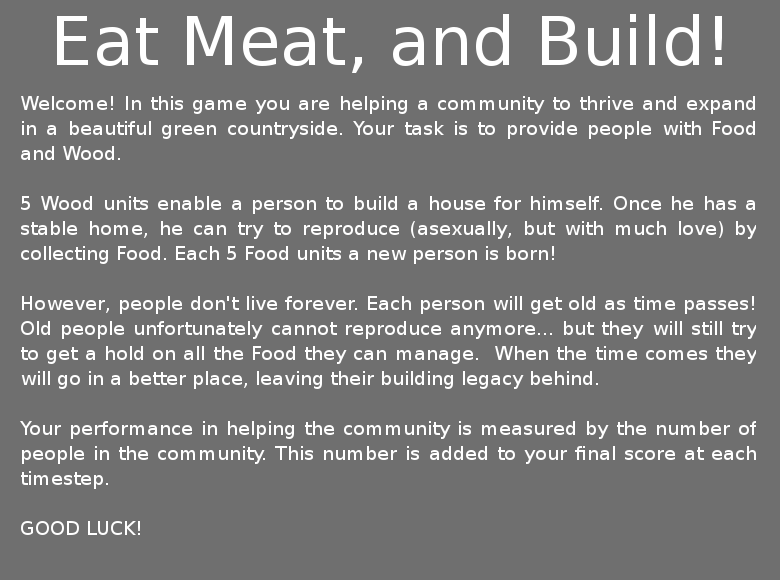 Eat Meat, and Build!
Welcome! In this game you are helping a community to thrive and expand
in a beautiful green countryside. Your task is to provide people with Food
and Wood.
5 Wood units enable a person to build a house for himself. Once he has a
stable home, he can try to reproduce (asexually, but with much love) by
collecting Food. Each 5 Food units a new person is born!
However, people don't live forever. Each person will get old as time passes!
Old people unfortunately cannot reproduce anymore... but they will still try
to get a hold on all the Food they can manage.  When the time comes they
will go in a better place, leaving their building legacy behind.
Your performance in helping the community is measured by the number of
people in the community. This number is added to your final score at each
timestep.
GOOD LUCK!